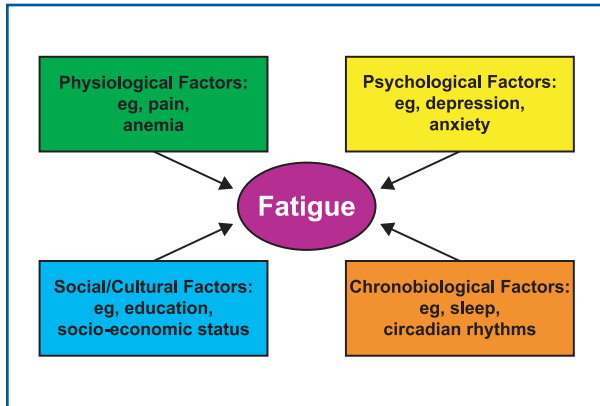 Physiological Factors:
eg, pain,
anemia
Psychological Factors:
eg, depression,
anxiety
Fatigue
Social/Cultural Factors:
eg, education,
socio-economic status
Chronobiological Factors:
eg, sleep,
circadian rhythms